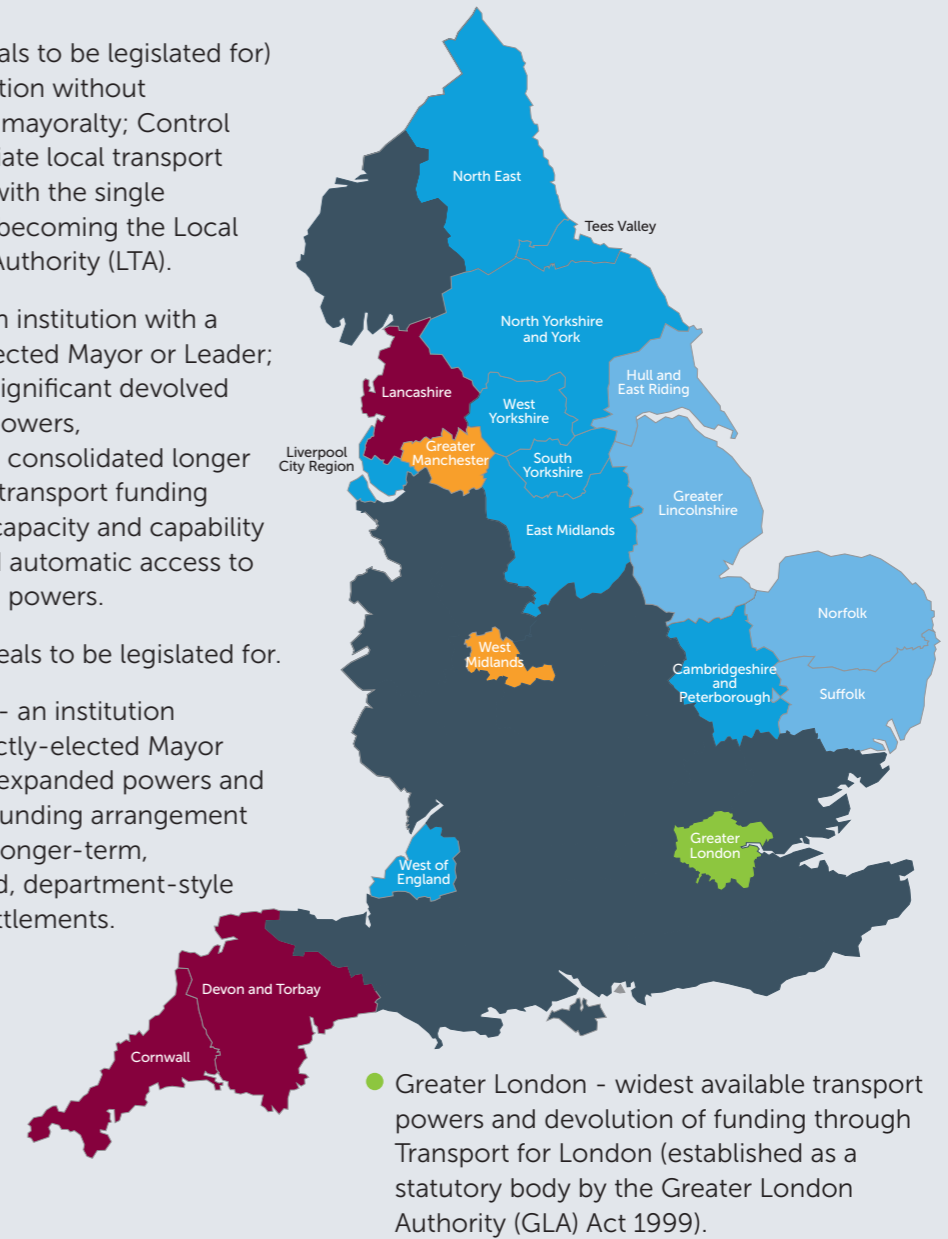 als to be legislated for)
tion without
mayoralty; Control
iate local transport
with the single
becoming the Local
Authority (LTA).
n institution with a
ected Mayor or Leader;
ignificant devolved
owers,
consolidated longer
transport funding
capacity and capability
l automatic access to
powers.
eals to be legislated for.
- an institution
ctly-elected Mayor
expanded powers and
unding arrangement
onger-term,
d, department-style
ttlements.
North East
Tees Valley
North Yorkshire
and York
Hull and
East Riding
Lancashire
West
Yorkshire
Liverpool
City Region
Greater
Manchester
South
Yorkshire
Greater
Lincolnshire
East Midlands
Norfolk
West
Midlands
Cambridgeshire
and
Peterborough
Suffolk
Greater
London
West of
England
Devon and Torbay
Cornwall
Greater London - widest available transport
powers and devolution of funding through
Transport for London (established as a
statutory body by the Greater London
Authority (GLA) Act 1999).